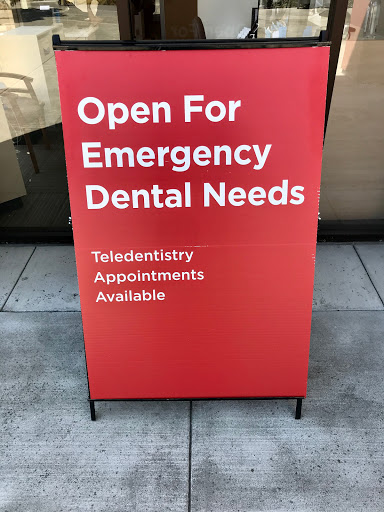 Open For
Emergency
Dental Needs
Teledentistry
Appointments
Available